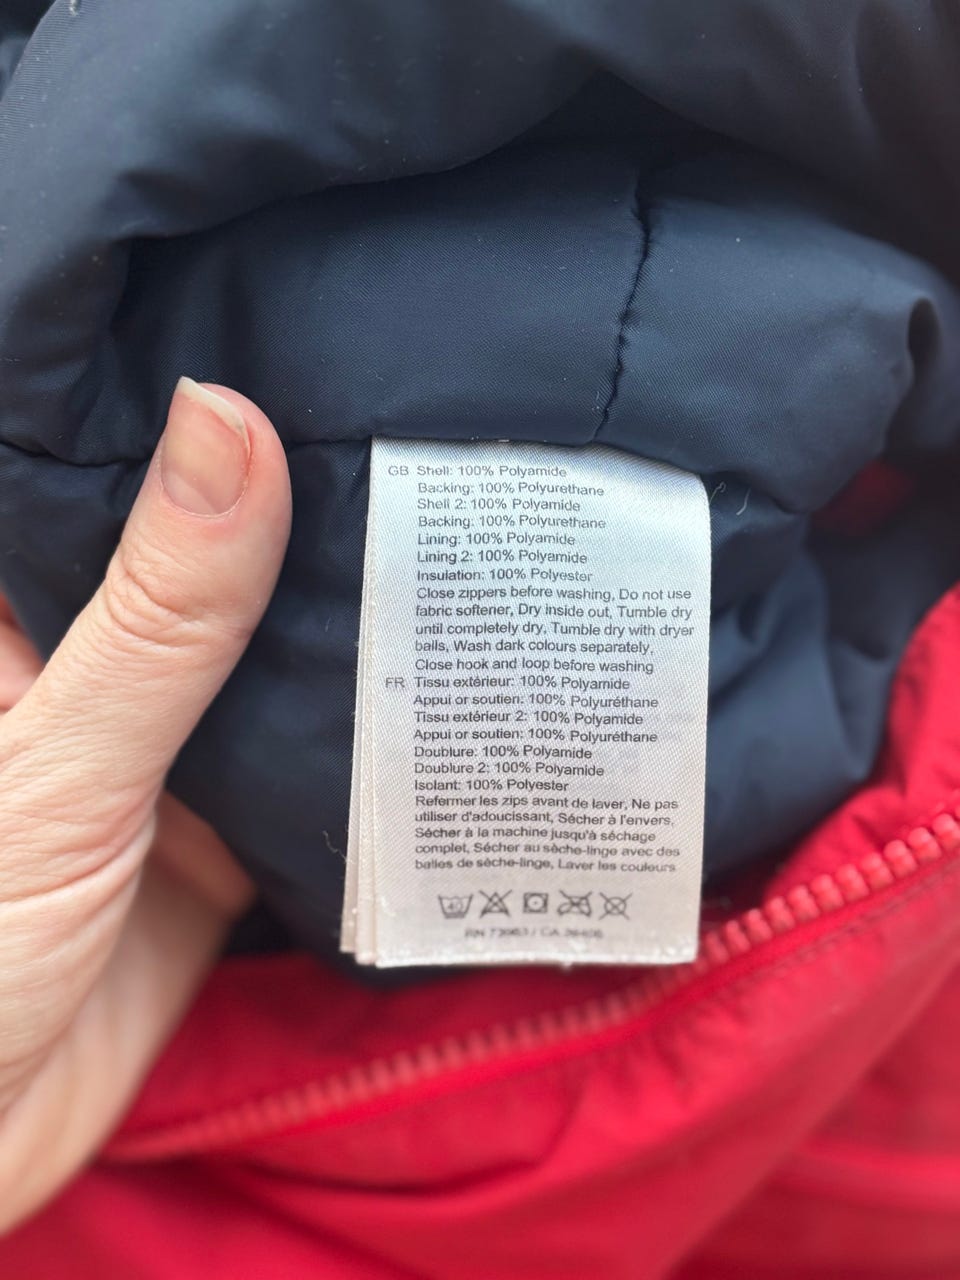 GB Shell: 100% Polyamide
Backing: 100% Polyurethane
Shell 2: 100% Polyamide
Backing: 100% Polyurethane
Lining: 100% Polyamide
Lining 2: 100% Polyamide
Insulation: 100% Polyester
Close zippers before washing, Do not use
fabric softener, Dry inside out, Tumble dry
until completely dry, Tumble dry with dryer
balls, Wash dark colours separately,
Close hook and loop before washing
FR Tissu extérieur: 100% Polyamide
Appui or soutien: 100% Polyuréthane
Tissu extérieur 2: 100% Polyamide
Appui or soutien: 100% Polyuréthane
Doublure: 100% Polyamide
Doublure 2: 100% Polyamide
Isolant: 100% Polyester
Refermer les zips avant de laver, Ne pas
utiliser d'adoucissant, Sécher à l'envers,
Sécher à la machine jusqu'à séchage
complet, Sécher au sèche-linge avec des
balles de sèche-linge, Laver les couleurs
40
RN / CA